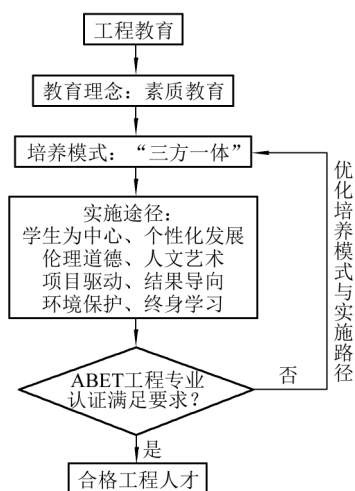 工程教育
教育理念：素质教育
培养模式：“三方一体”
实施途径：
学生为中心、个性化发展
伦理道德、人文艺术
项目驱动、结果导向
环境保护、终身学习
ABET工程专业
认证满足要求？
否
是
合格工程人才
优化培养模式与实施路径